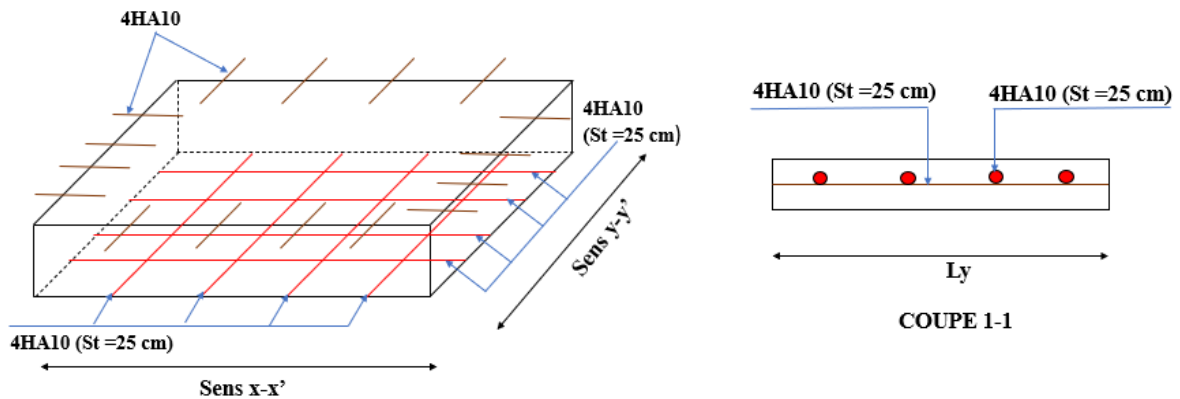 4HA10
4HA10
(St =25 cm)
Sens y-y’
4HA10 (St =25 cm)
Sens x-x’
4HA10 (St =25 cm)
4HA10 (St =25 cm)
Ly
COUPE 1-1